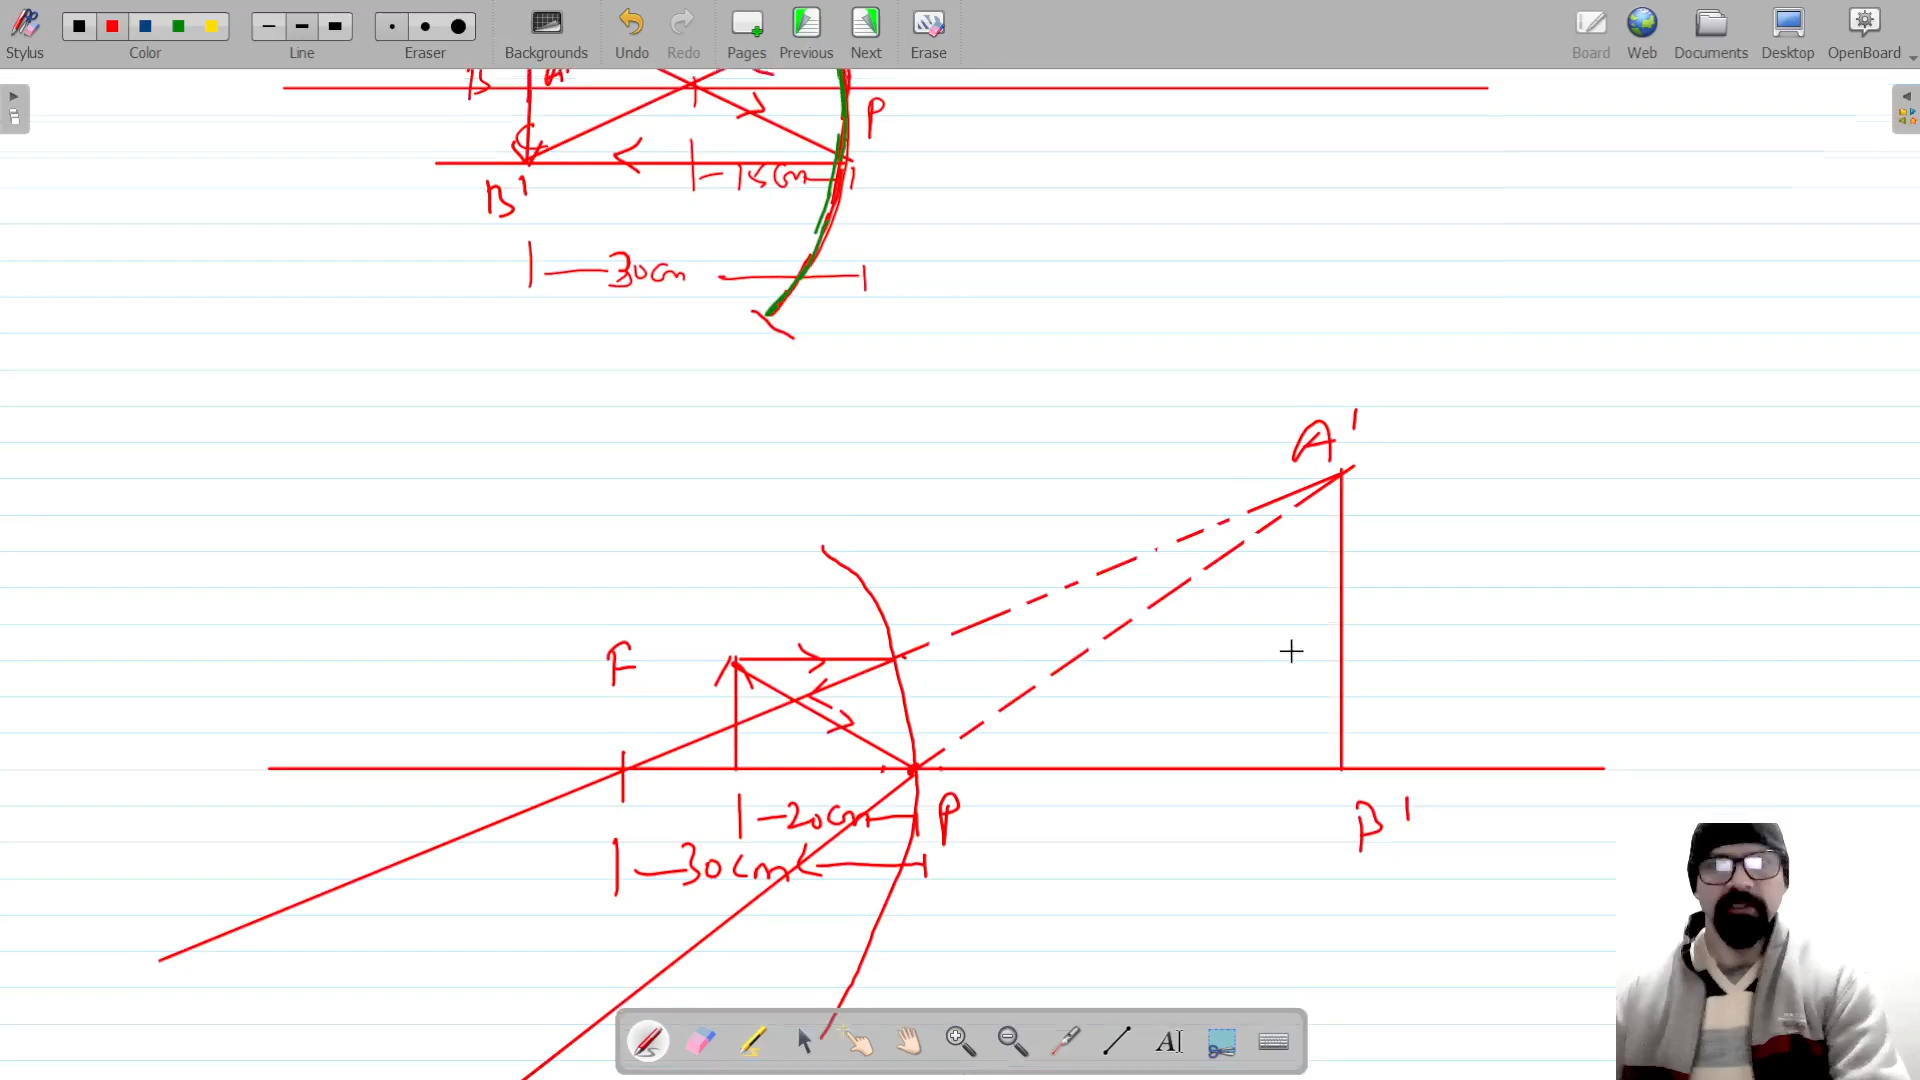 Stylus Color Line Eraser Backgrounds Undo Redo Pages Previous Next Erase Board Web Documents Desktop OpenBoard
B A'
P
15cm
B'
30cm
A'
F
20cm P
B'
30cm
AI